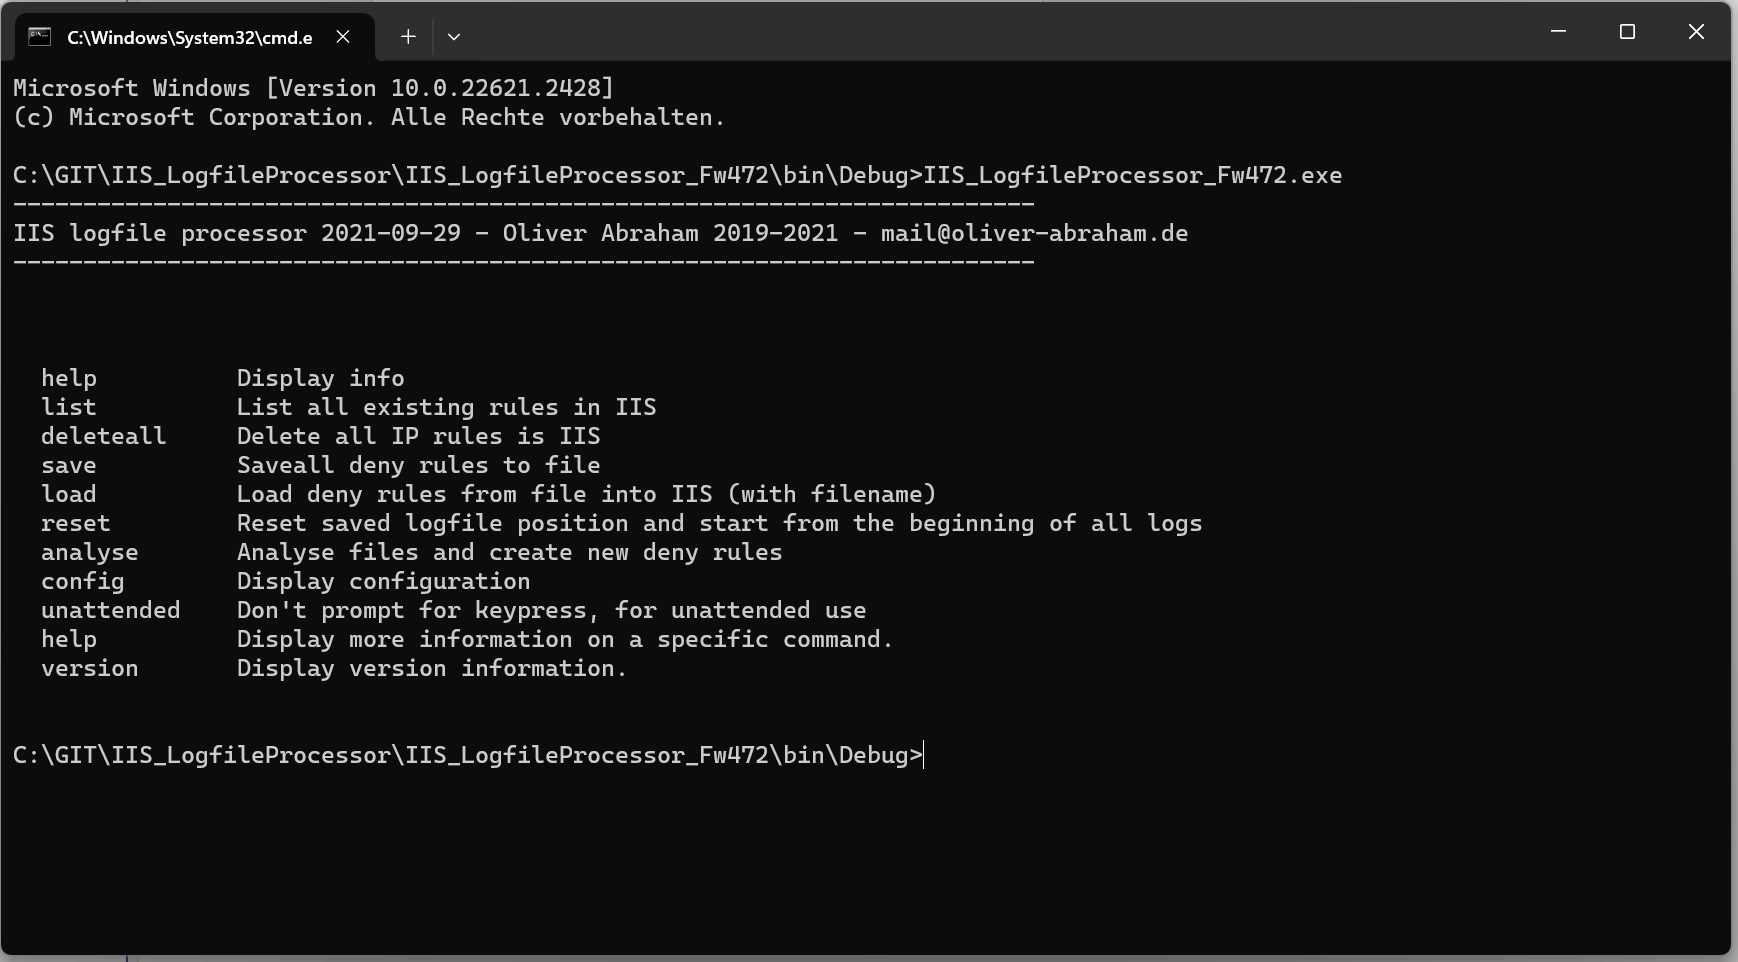 C:\Windows\System32\cmd.e
Microsoft Windows [Version 10.0.22621.2428]
(c) Microsoft Corporation. Alle Rechte vorbehalten.
C:\GIT\IIS_LogfileProcessor\IIS_LogfileProcessor_Fw472\bin\Debug>IIS_LogfileProcessor_Fw472.exe
-------------------------------------------------------------------------
IIS logfile processor 2021-09-29 - Oliver Abraham 2019-2021 - mail@oliver-abraham.de
-------------------------------------------------------------------------
help          Display info
list          List all existing rules in IIS
deleteall     Delete all IP rules is IIS
save          Saveall deny rules to file
load          Load deny rules from file into IIS (with filename)
reset         Reset saved logfile position and start from the beginning of all logs
analyse       Analyse files and create new deny rules
config        Display configuration
unattended    Don't prompt for keypress, for unattended use
help          Display more information on a specific command.
version       Display version information.
C:\GIT\IIS_LogfileProcessor\IIS_LogfileProcessor_Fw472\bin\Debug>